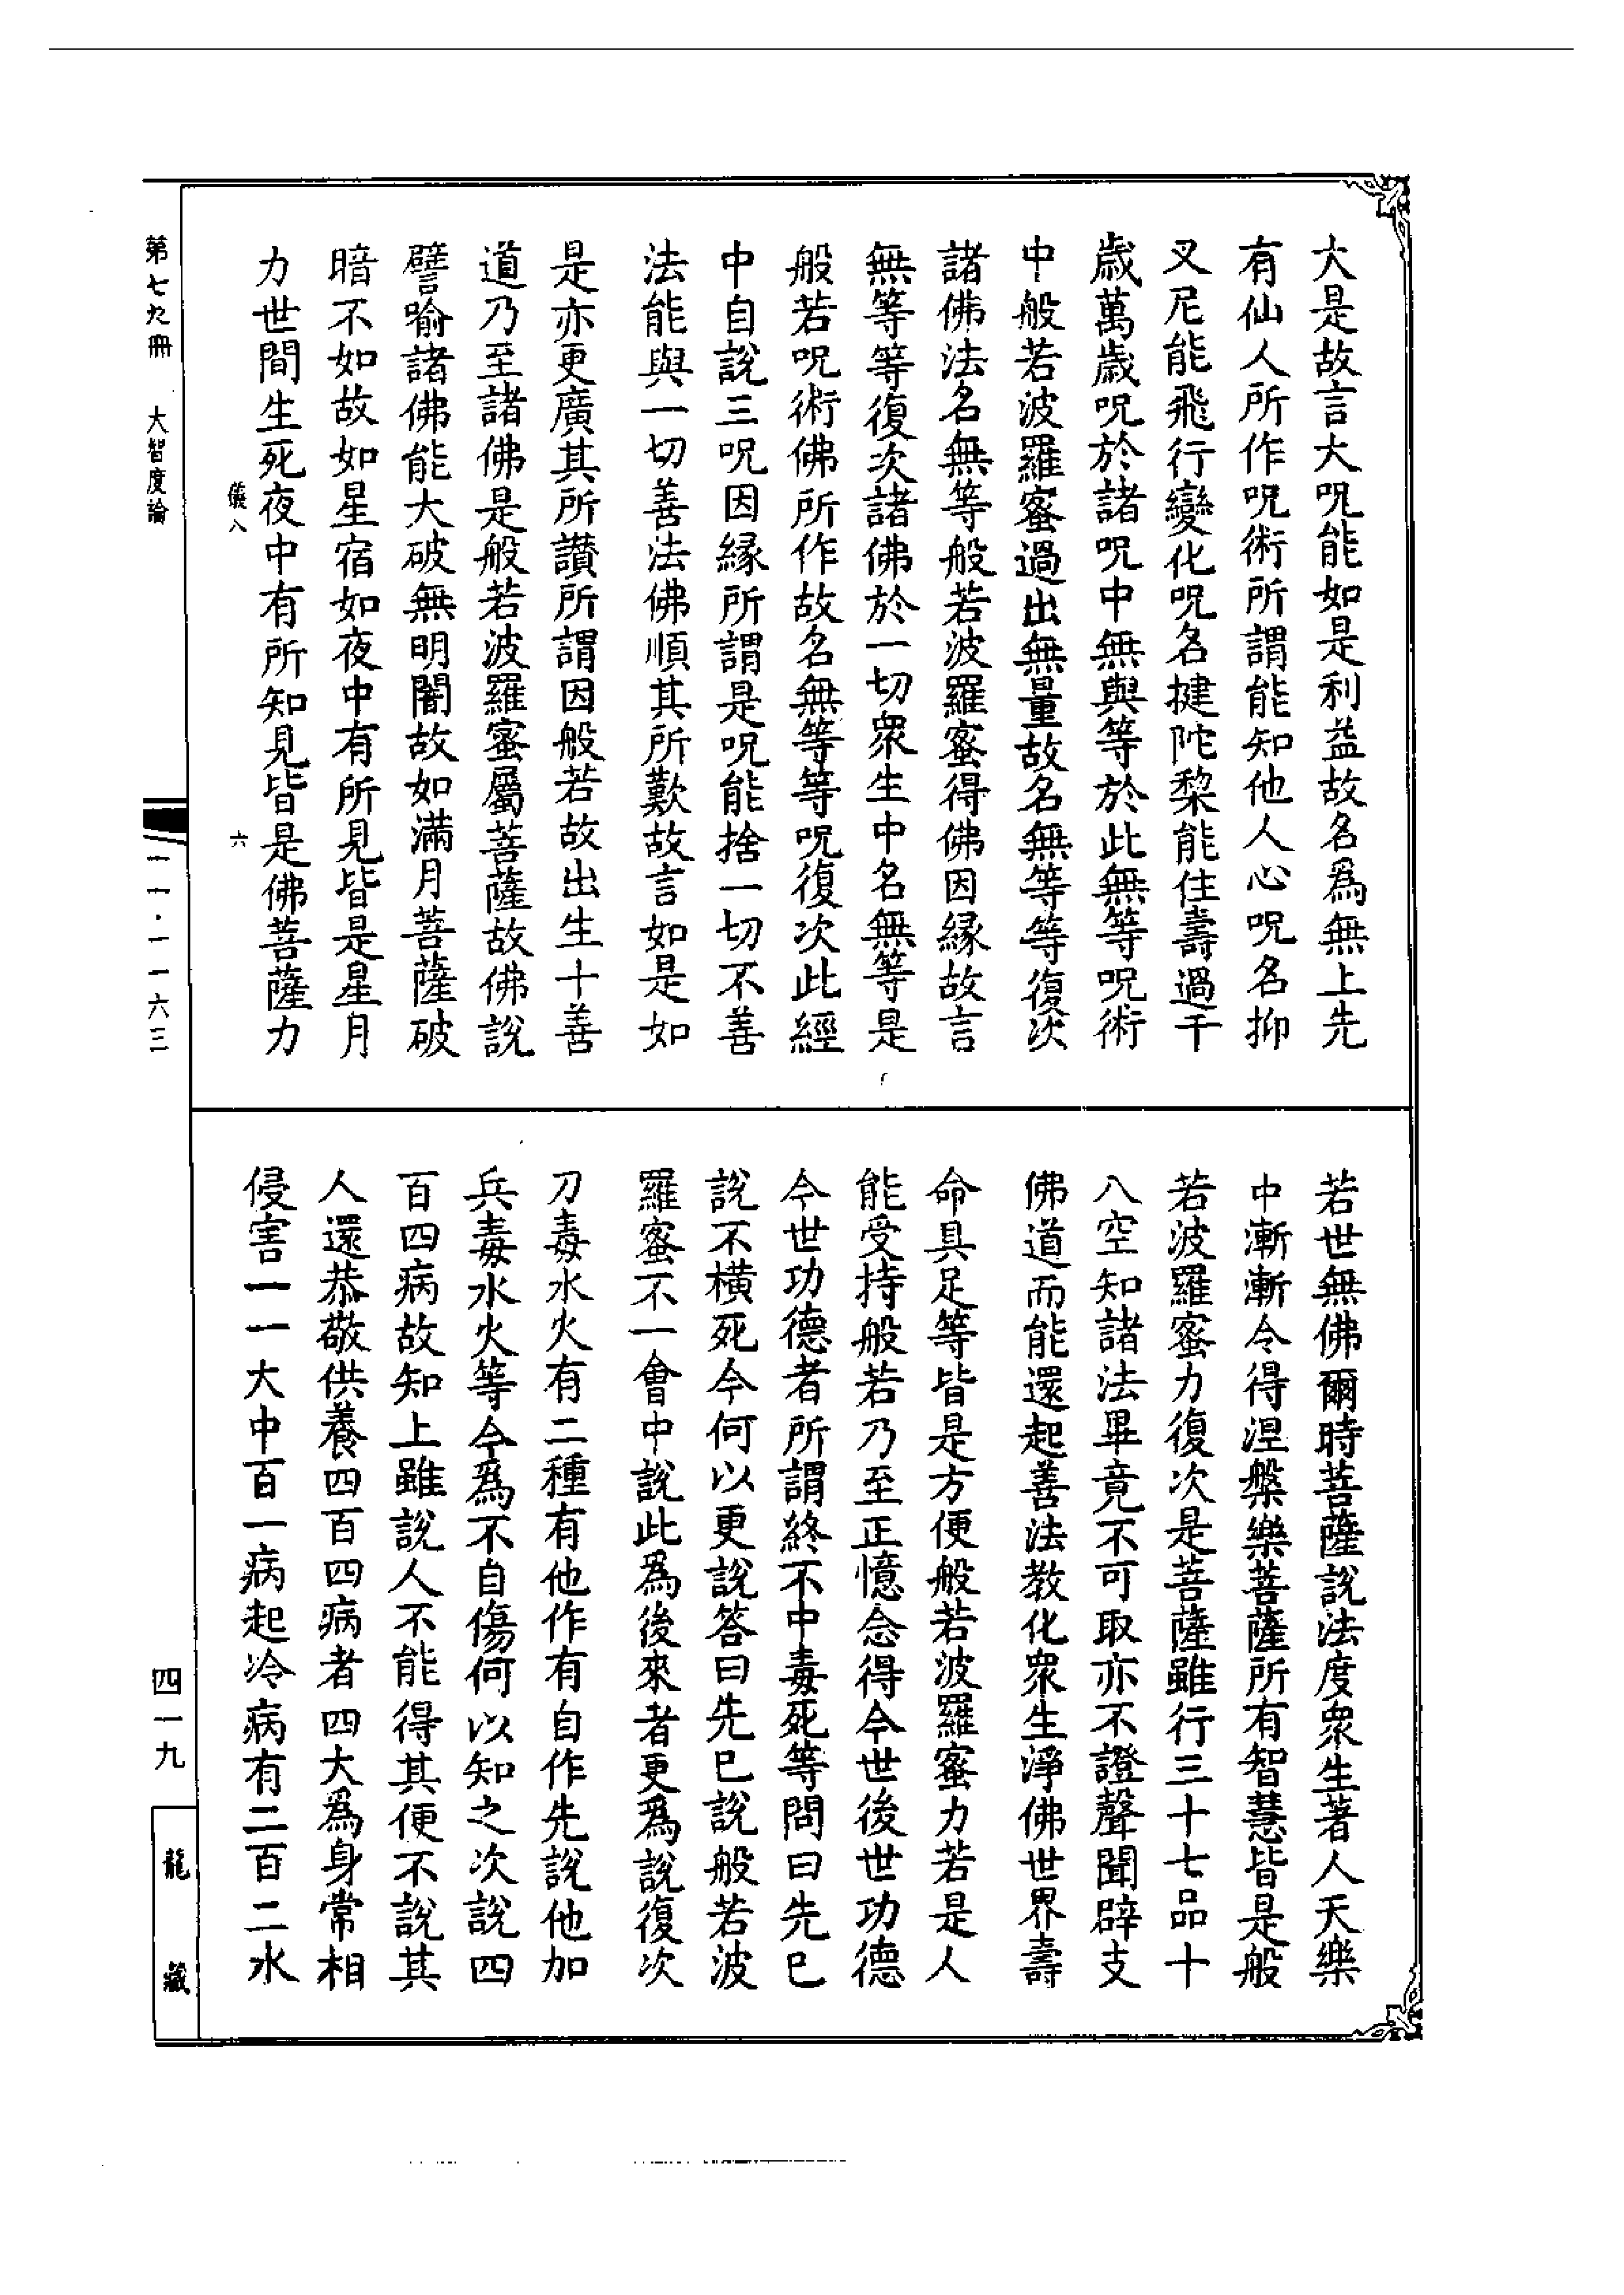 大是故言大呪能如是利益故名爲無上先
有仙人所作呪術所謂能知他人心呪名抑
叉尼能飛行變化呪名揵陀黎能住壽過千
歲萬歲呪於諸呪中無與等於此無等呪術
中般若波羅蜜過出無量故名無等等復次
諸佛法名無等般若波羅蜜得佛因緣故言
無等等復次諸佛於一切衆生中名無等是
般若呪術佛所作故名無等等呪復次此經
中自說三呪因緣所謂是呪能捨一切不善
法能與一切善法佛順其所歎故言如是如
是亦更廣其所讚所謂因般若故出生十善
道乃至諸佛是般若波羅蜜屬菩薩故佛說
譬喻諸佛能大破無明闇故如滿月菩薩破
暗不如故如星宿如夜中有所見皆是星月
力世間生死夜中有所知見皆是佛菩薩力
儀八
六
若世無佛爾時菩薩說法度衆生著人天樂
中漸漸令得涅槃樂菩薩所有智慧皆是般
若波羅蜜力復次是菩薩雖行三十七品十
八空知諸法畢竟不可取亦不證聲聞辟支
佛道而能還起善法教化衆生淨佛世界壽
命具足等皆是方便般若波羅蜜力若是人
能受持般若乃至正憶念得今世後世功德
今世功德者所謂終不中毒死等問曰先已
說不橫死今何以更說答曰先已說般若波
羅蜜不一會中說此爲後來者更爲說復次
刀毒水火有二種有他作有自作先說他加
兵毒水火等今爲不自傷何以知之次說四
百四病故知上雖說人不能得其便不說其
人還恭敬供養四百四病者四大爲身常相
侵害一一大中百一病起冷病有二百二水
第七九冊
大智度論
一一·一一六三
四一九
龍藏